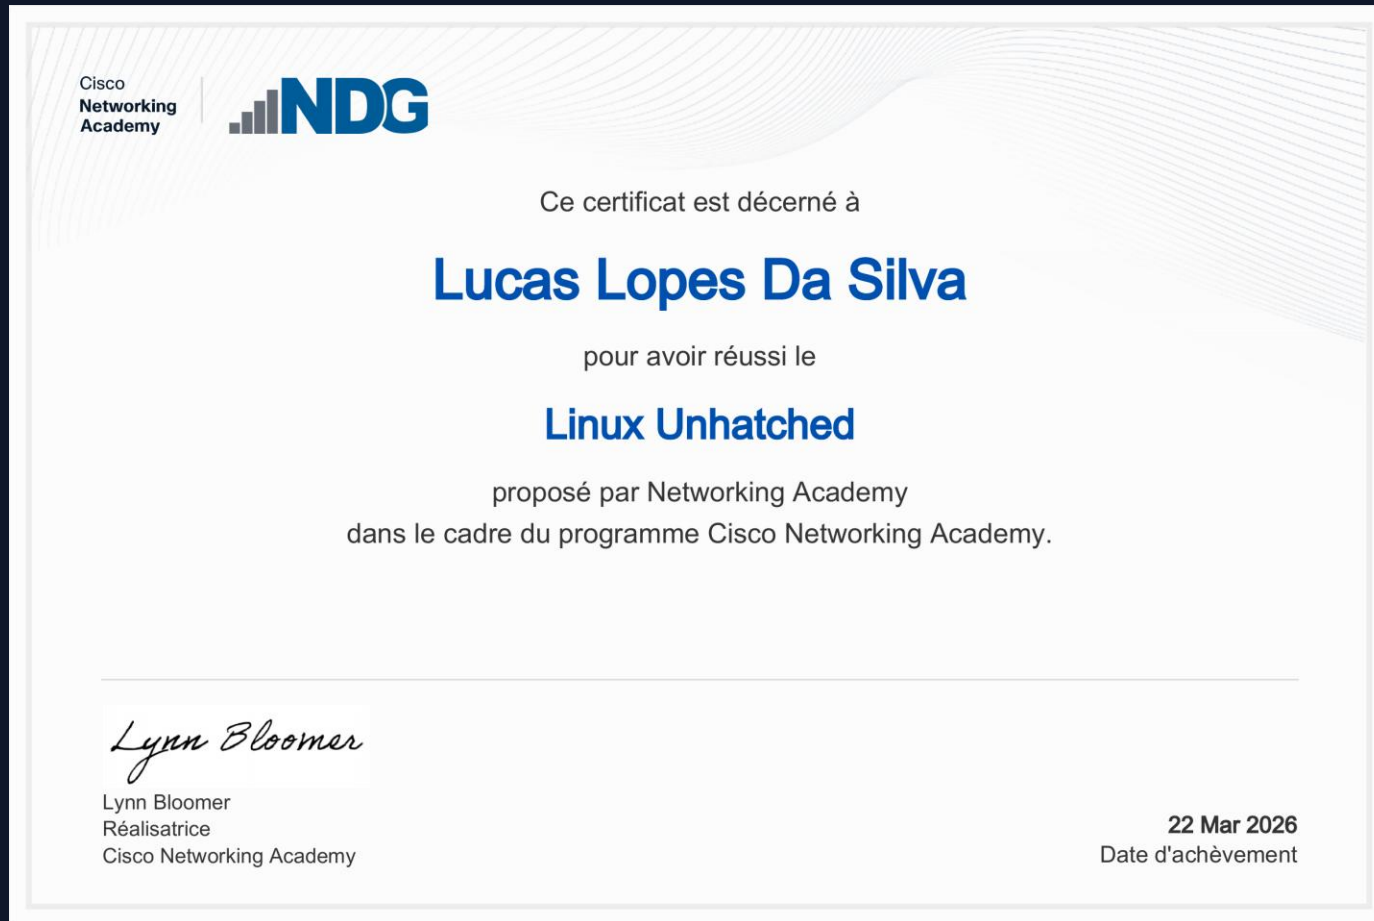 Cisco
Networking
Academy
NDG
Ce certificat est décerné à
Lucas Lopes Da Silva
pour avoir réussi le
Linux Unhatched
proposé par Networking Academy
dans le cadre du programme Cisco Networking Academy.
Lynn Bloomer
Lynn Bloomer
Réalisatrice
Cisco Networking Academy
22 Mar 2026
Date d'achèvement